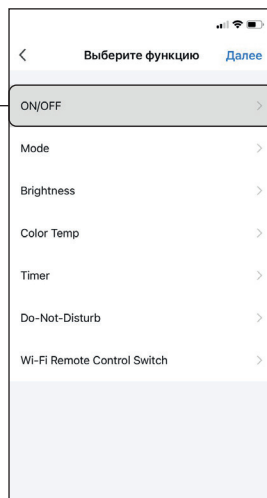 Выберите функцию Далее
ON/OFF
Mode
Brightness
Color Temp
Timer
Do-Not-Disturb
Wi-Fi Remote Control Switch